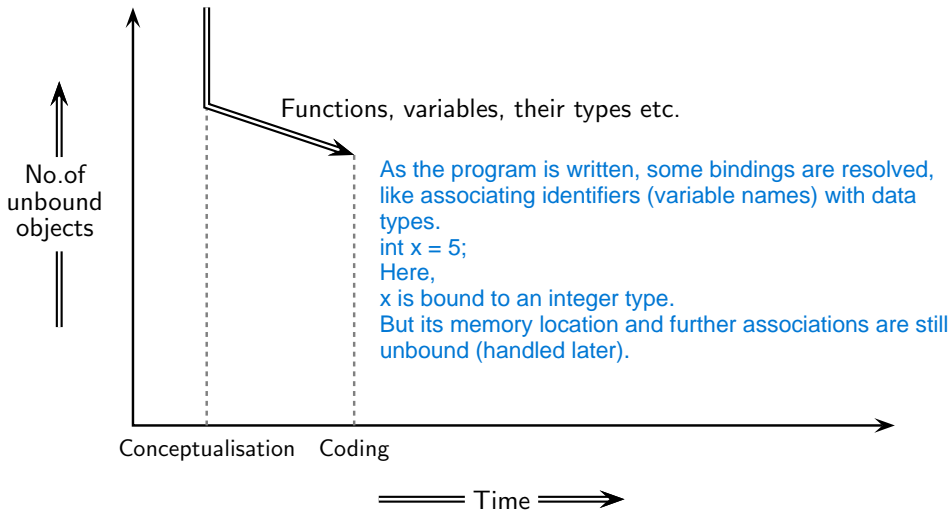 Functions, variables, their types etc.
No.of
unbound
objects
As the program is written, some bindings are resolved,
like associating identifiers (variable names) with data
types.
int x = 5;
Here,
x is bound to an integer type.
But its memory location and further associations are still
unbound (handled later).
Conceptualisation Coding
Time